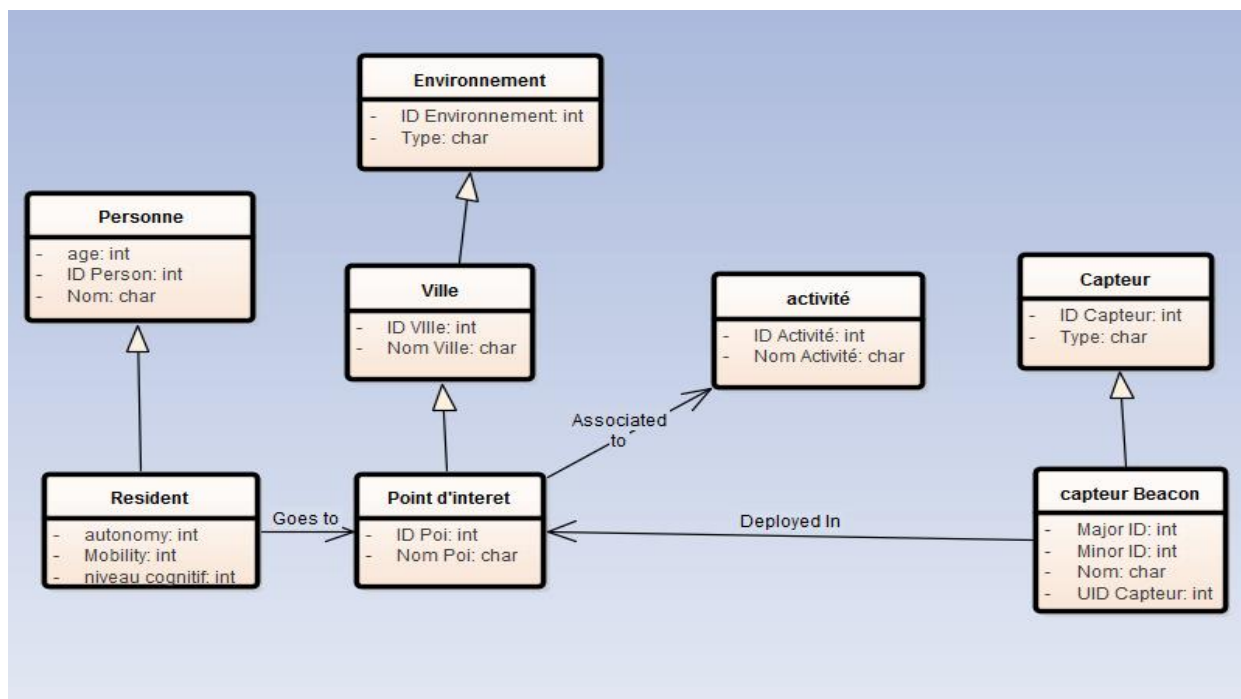 Environnement
- ID Environnement: int
- Type: char
Personne
- age: int
- ID Person: int
- Nom: char
Ville
- ID VIlle: int
- Nom Ville: char
activité
- ID Activité: int
- Nom Activité: char
Capteur
- ID Capteur: int
- Type: char
Associated
to
Resident
- autonomy: int
- Mobility: int
- niveau cognitif: int
Goes to
Point d'interet
- ID Poi: int
- Nom Poi: char
Deployed In
capteur Beacon
- Major ID: int
- Minor ID: int
- Nom: char
- UID Capteur: int